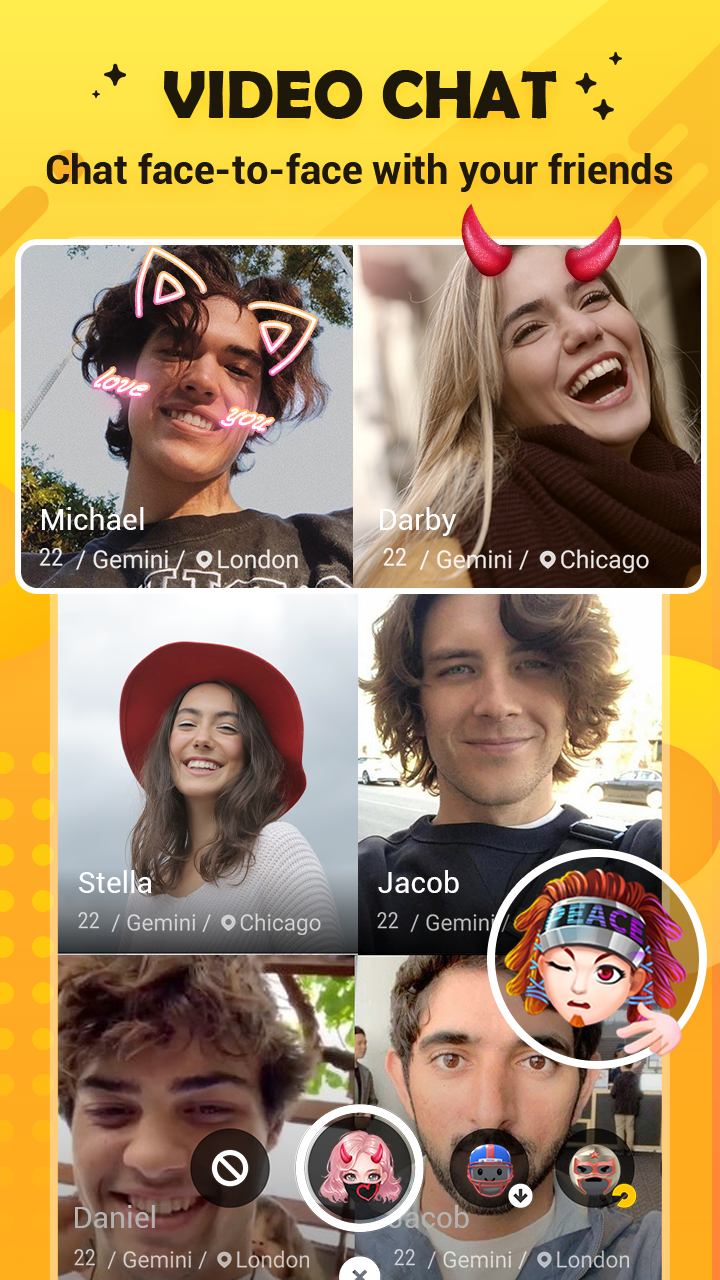 VIDEO CHAT
Chat face-to-face with your friends
love
you
Michael
22 / Gemini / London
Darby
22 / Gemini / Chicago
Stella
22 / Gemini / Chicago
Jacob
22 / Gemini /
PEACE
Daniel
22 / Gemini / London
Jacob
22 / Gemini / London